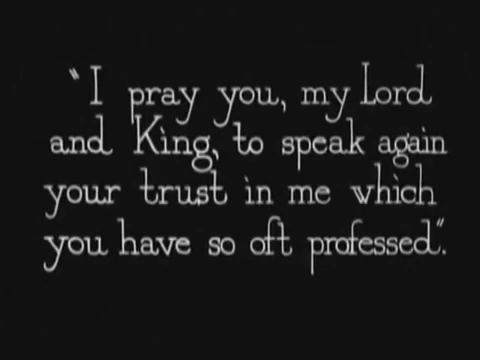 "I pray you, my Lord
and King, to speak again
your trust in me which
you have so oft professed".